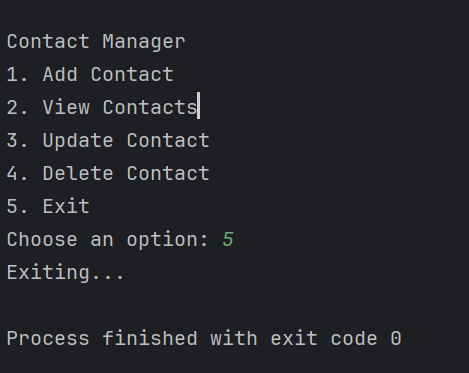 Contact Manager
1. Add Contact
2. View Contacts
3. Update Contact
4. Delete Contact
5. Exit
Choose an option: 5
Exiting...
Process finished with exit code 0